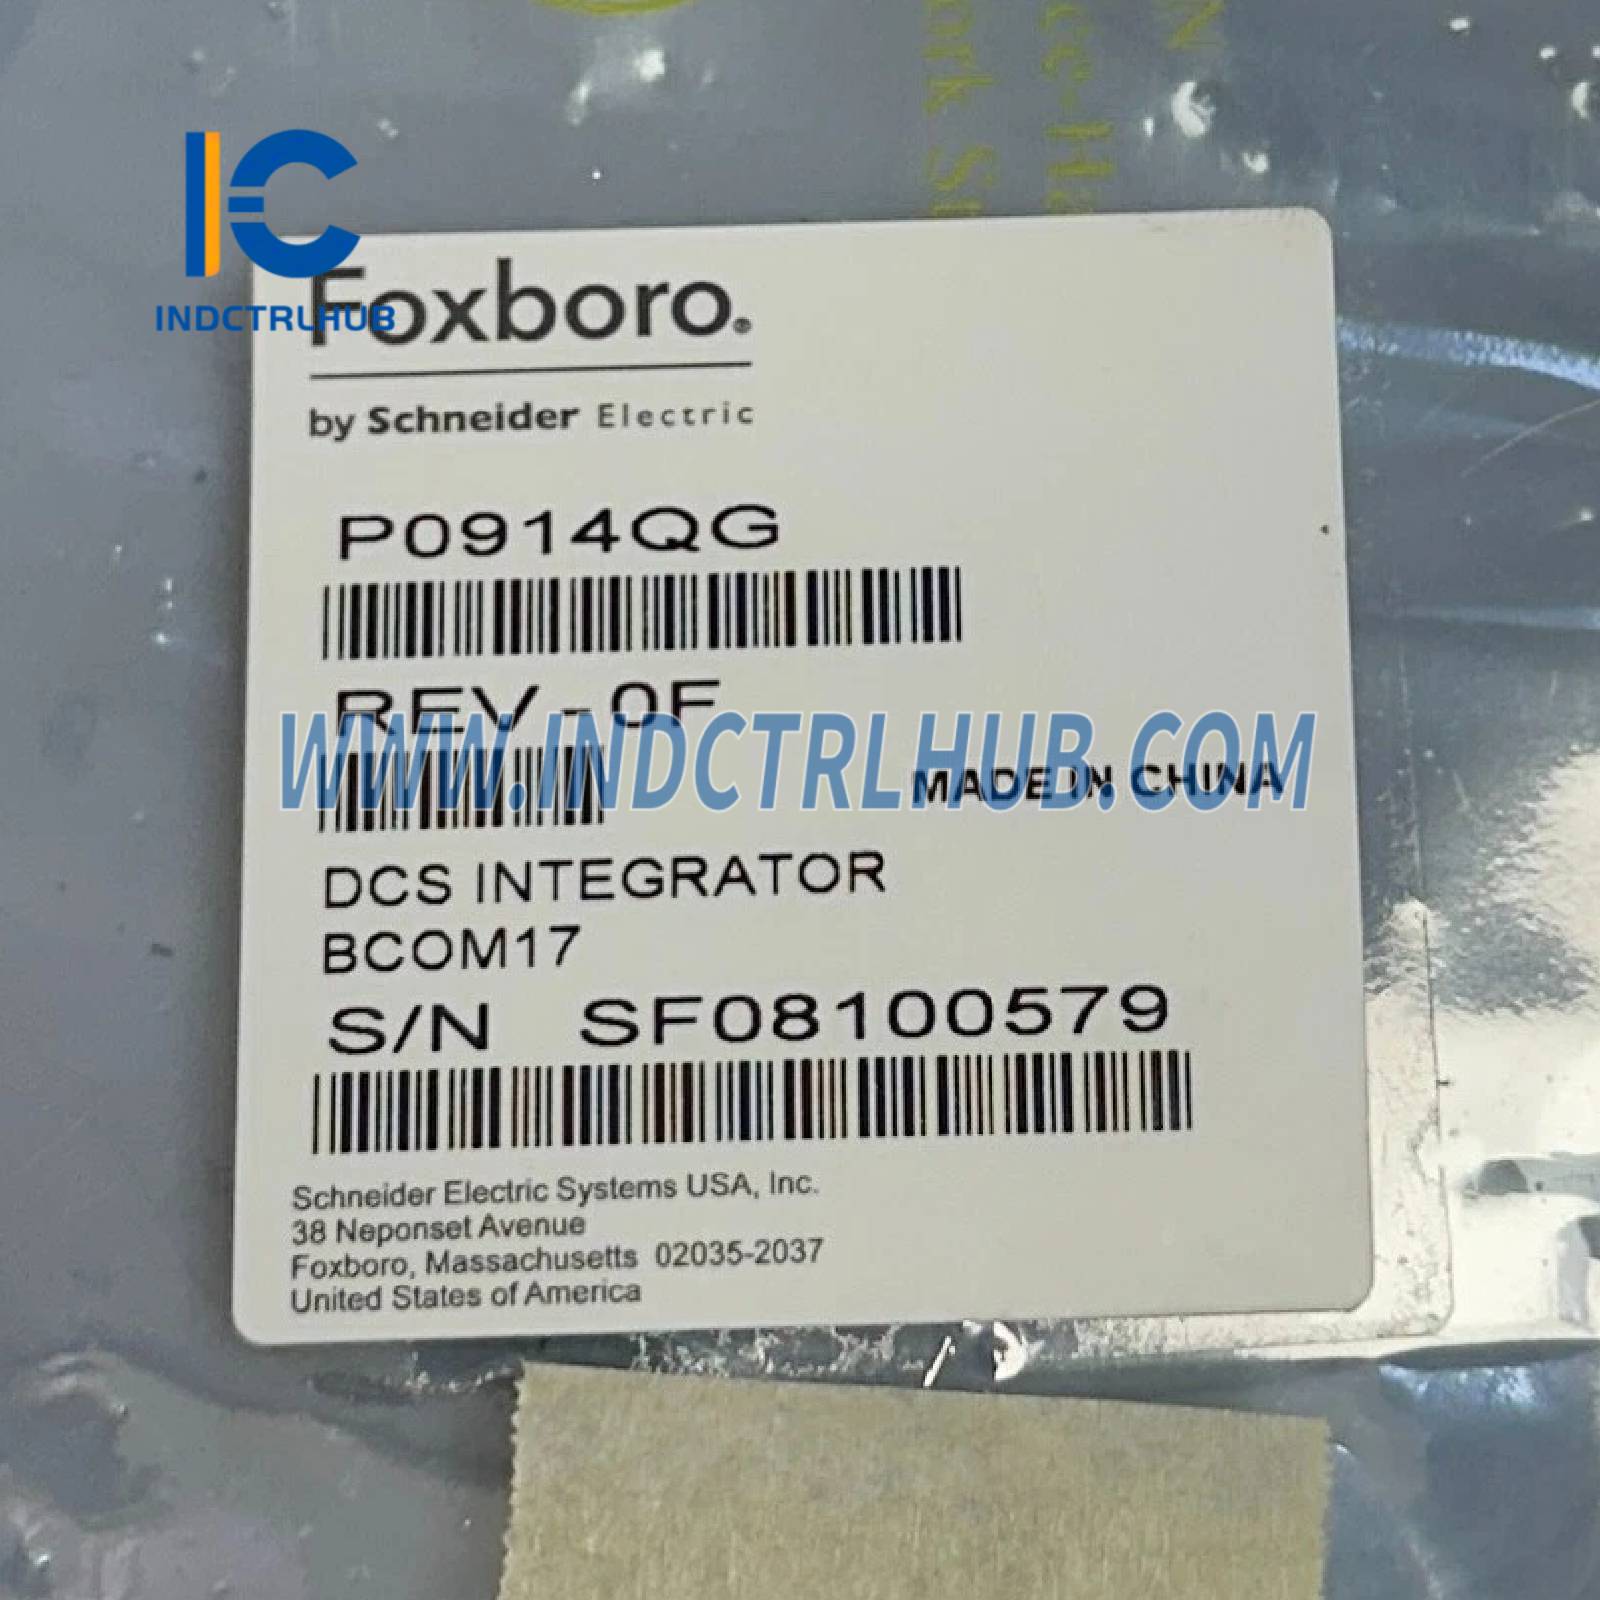 INDCTRLHUB
Foxboro®
by Schneider Electric
P0914QG
REV-0F
WWW.INDCTRLHUB.COM
MADE IN CHINA
DCS INTEGRATOR
BCOM17
S/N SF08100579
Schneider Electric Systems USA, Inc.
38 Neponset Avenue
Foxboro, Massachusetts 02035-2037
United States of America